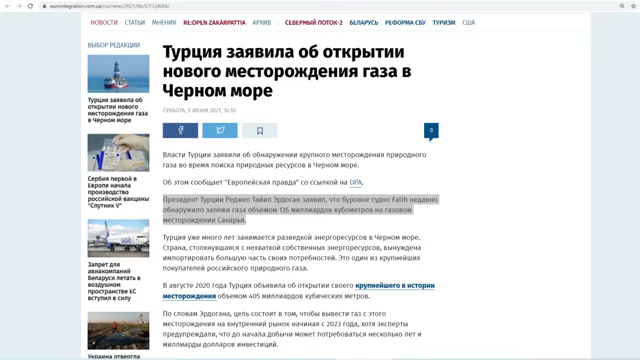 eurointegration.com.ua/rus/news/2021/06/5/7124084/
НОВОСТИ СТАТЬИ МНЕНИЯ RE:OPEN ZAKARPATTIA АРХИВ СЕВЕРНЫЙ ПОТОК-2 БЕЛАРУСЬ РЕФОРМА СБУ ТУРИЗМ США
ВЫБОР РЕДАКЦИИ
Турция заявила об
открытии нового
месторождения газа
в Черном море
Сербия первой в
Европе начала
производство
российской вакцины
"Спутник V"
Запрет для
авиакомпаний
Беларуси летать в
воздушном
пространстве ЕС
вступил в силу
Украина отвергла
Турция заявила об открытии
нового месторождения газа в
Черном море
СУББОТА, 5 ИЮНЯ 2021, 16:10
0
Власти Турции заявили об обнаружении крупного месторождения природного
газа во время поиска природных ресурсов в Черном море.
Об этом сообщает "Европейская правда" со ссылкой на DPA.
Президент Турции Реджеп Тайип Эрдоган заявил, что буровое судно Fatih недавно
обнаружило залежи газа объемом 135 миллиардов кубометров на газовом
месторождении Сакарья.
Турция уже много лет занимается разведкой энергоресурсов в Черном море.
Страна, столкнувшаяся с нехваткой собственных энергоресурсов, вынуждена
импортировать большую часть своих потребностей. Это один из крупнейших
покупателей российского природного газа.
В августе 2020 года Турция объявила об открытии своего крупнейшего в истории
месторождения объемом 405 миллиардов кубических метров.
По словам Эрдогана, цель состоит в том, чтобы вывести газ с этого
месторождения на внутренний рынок начиная с 2023 года, хотя эксперты
предупреждали, что до начала добычи может потребоваться несколько лет и
миллиарды долларов инвестиций.